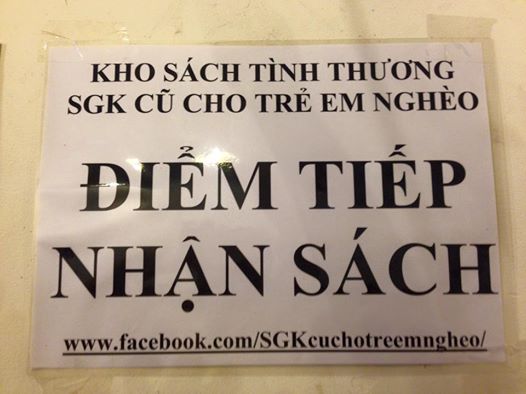 KHO SÁCH TÌNH THƯƠNG
SGK CŨ CHO TRẺ EM NGHÈO
ĐIỂM TIẾP
NHẬN SÁCH
www.facebook.com/SGKcuchotreemngheo/